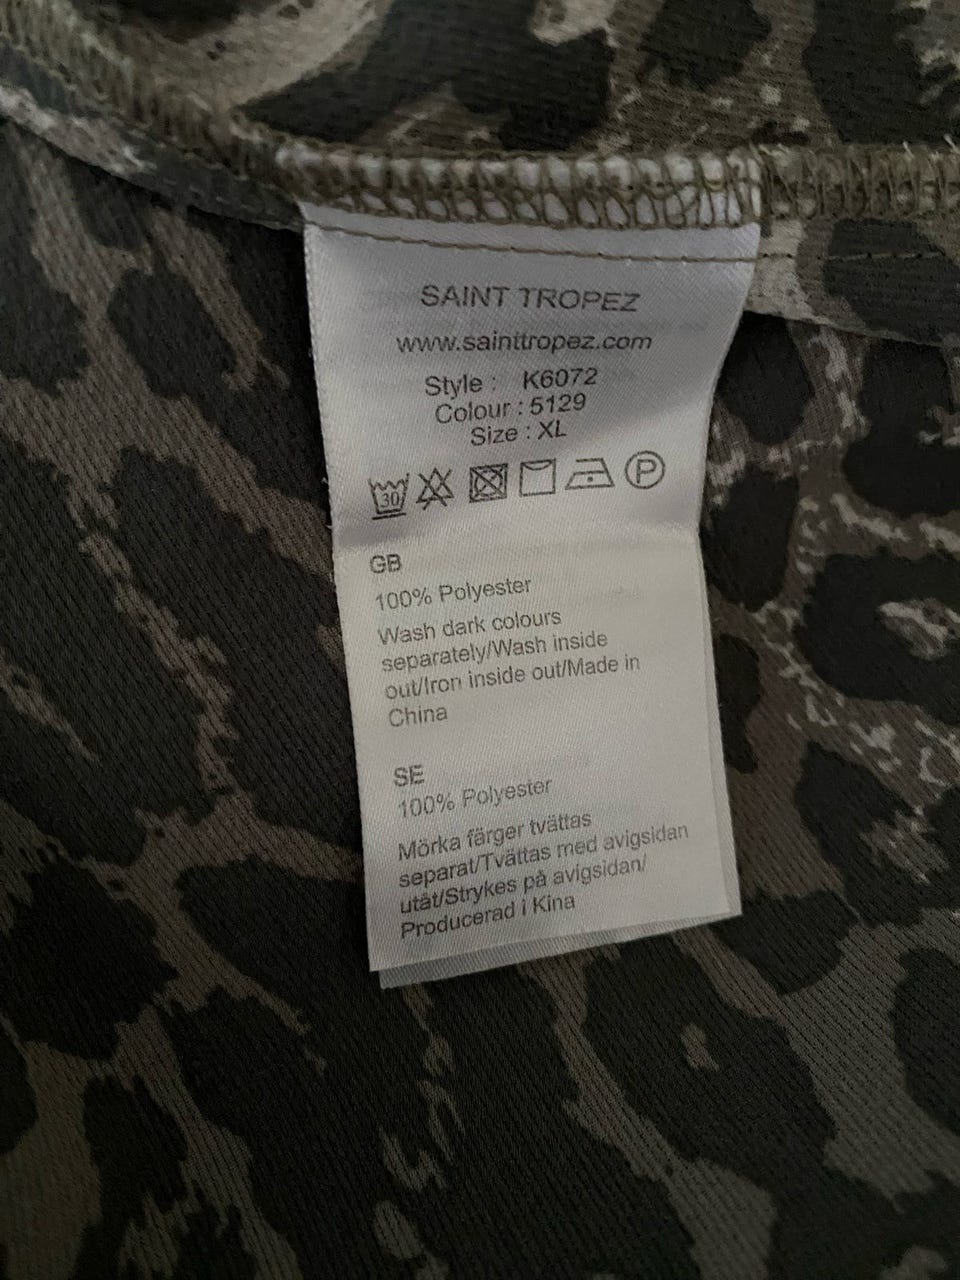 SAINT TROPEZ
www.sainttropez.com
Style : K6072
Colour : 5129
Size : XL
30 P
GB
100% Polyester
Wash dark colours
separately/Wash inside
out/Iron inside out/Made in
China
SE
100% Polyester
Mörka färger tvättas
separat/Tvättas med avigsidan
utåt/Strykes på avigsidan/
Producerad i Kina